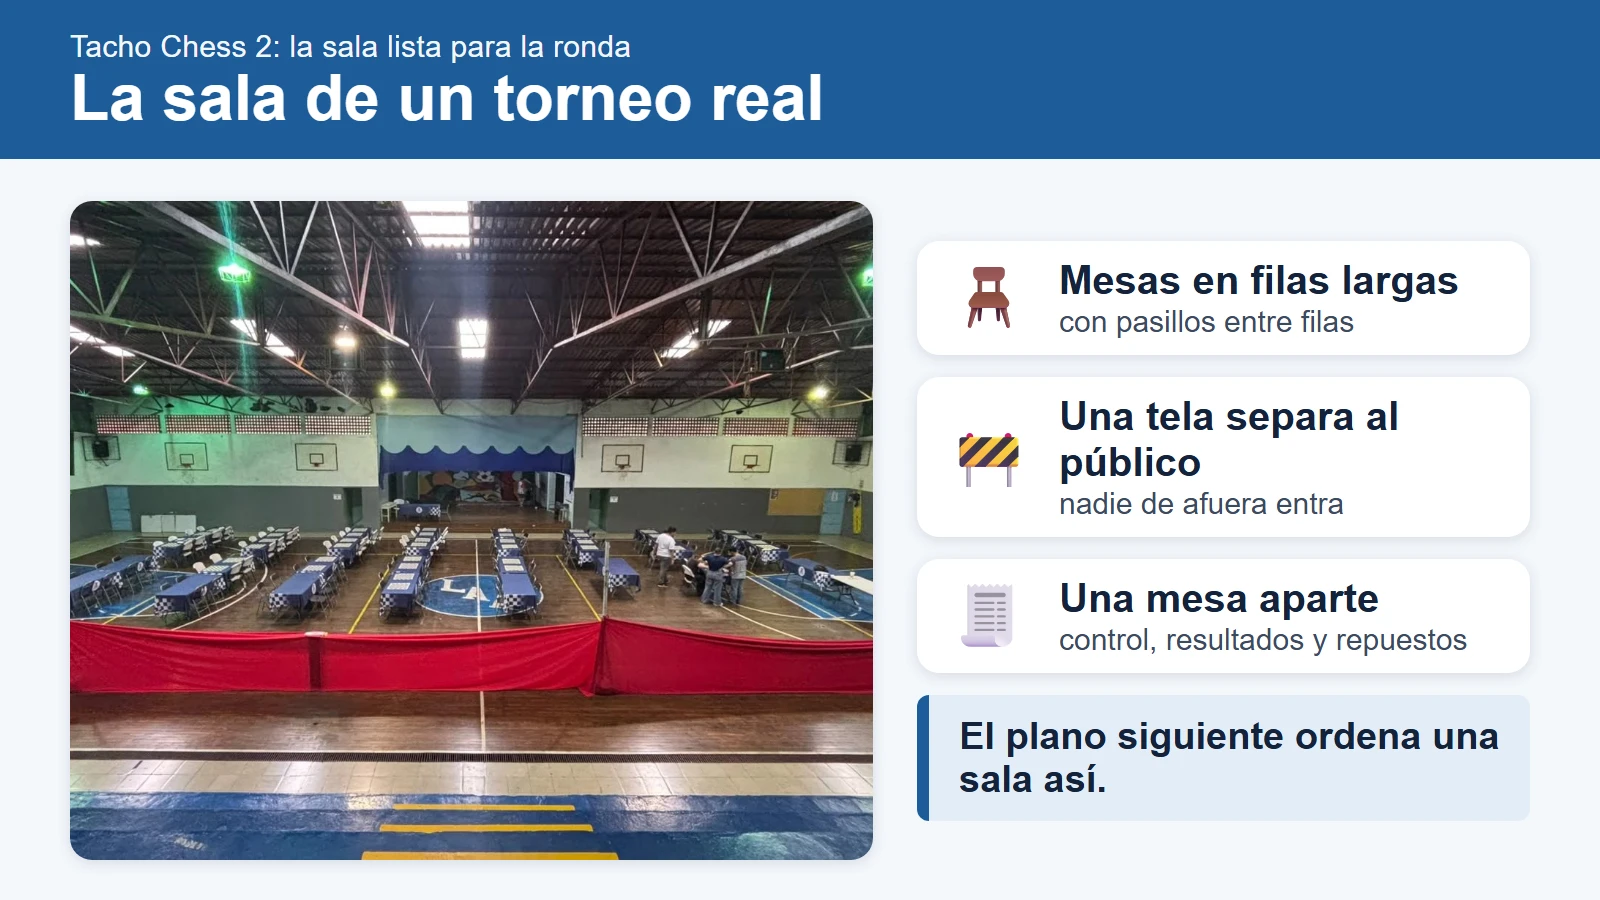 Tacho Chess 2: la sala lista para la ronda
La sala de un torneo real
Mesas en filas largas
con pasillos entre filas
Una tela separa al
público
nadie de afuera entra
Una mesa aparte
control, resultados y repuestos
El plano siguiente ordena una
sala así.